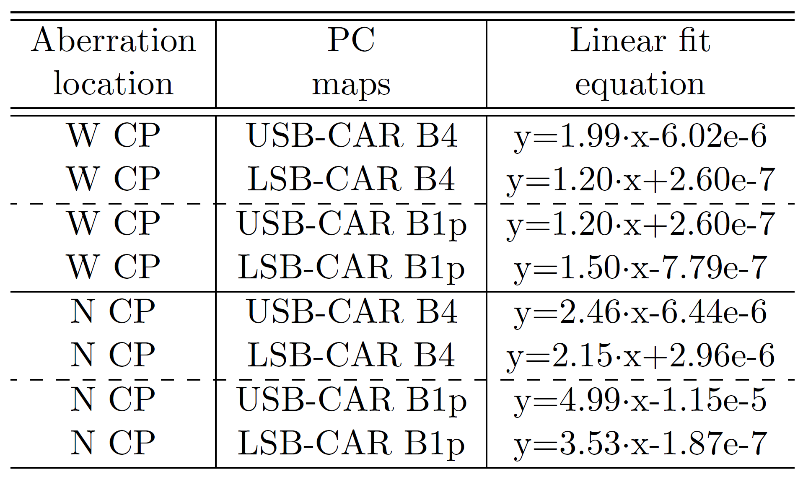 Aberration PC Linear fit
location maps equation
W CP USB-CAR B4 y=1.99·x-6.02e-6
W CP LSB-CAR B4 y=1.20·x+2.60e-7
W CP USB-CAR B1p y=1.20·x+2.60e-7
W CP LSB-CAR B1p y=1.50·x-7.79e-7
N CP USB-CAR B4 y=2.46·x-6.44e-6
N CP LSB-CAR B4 y=2.15·x+2.96e-6
N CP USB-CAR B1p y=4.99·x-1.15e-5
N CP LSB-CAR B1p y=3.53·x-1.87e-7